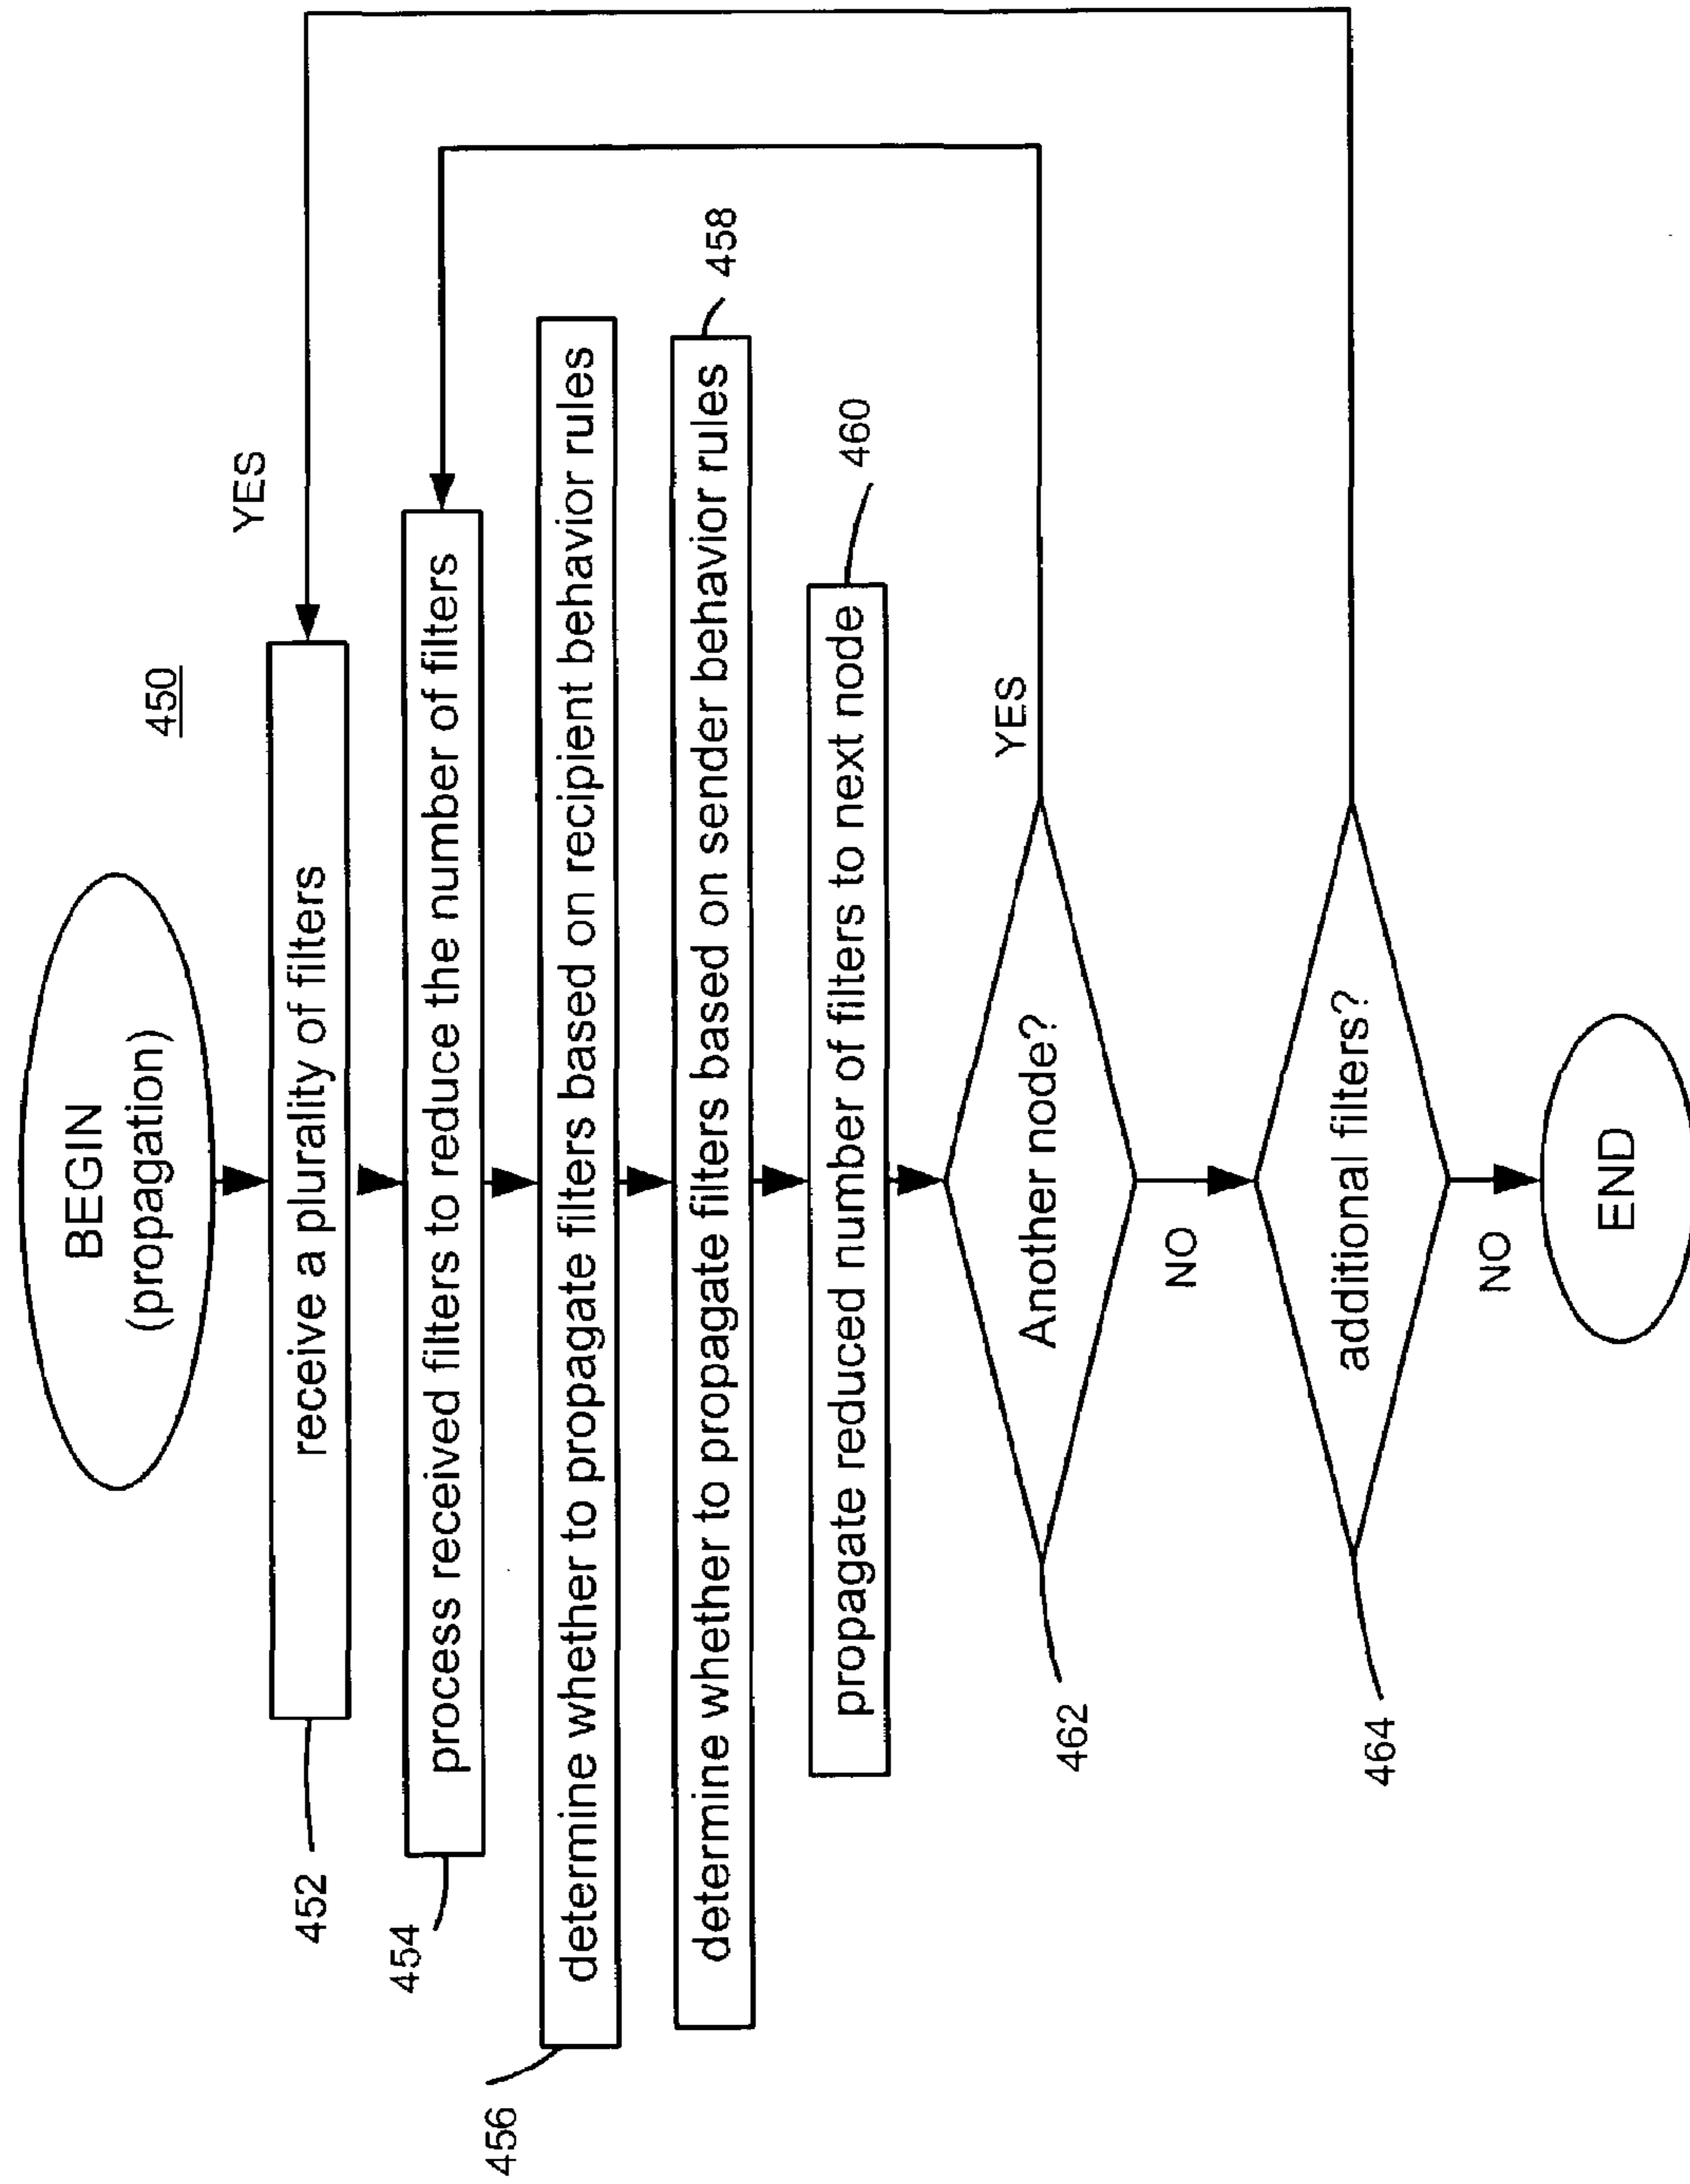 450
BEGIN
(propagation)
452
receive a plurality of filters
YES
454
process received filters to reduce the number of filters
456
determine whether to propagate filters based on recipient behavior rules
determine whether to propagate filters based on sender behavior rules
458
propagate reduced number of filters to next node
460
462
Another node?
YES
NO
464
additional filters?
NO
END